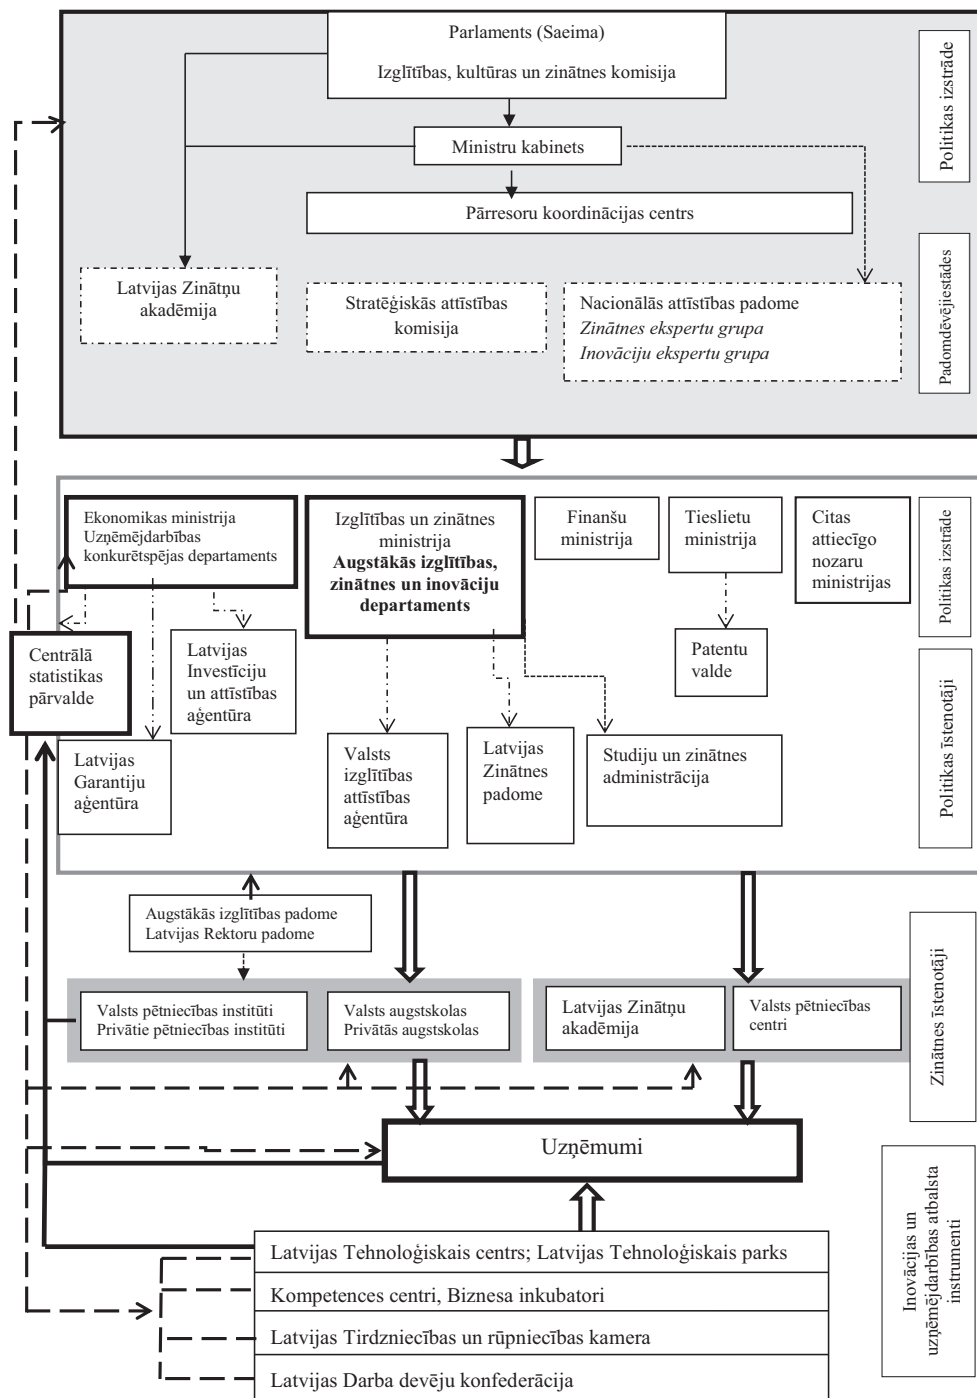 Parlaments (Saeima)
Izglītības, kultūras un zinātnes komisija
Politikas izstrāde
Ministru kabinets
Pārresoru koordinācijas centrs
Latvijas Zinātņu
akadēmija
Stratēģiskās attīstības
komisija
Nacionālās attīstības padome
Zinātnes ekspertu grupa
Inovāciju ekspertu grupa
Padomdēvējiestādes
Ekonomikas ministrija
Uzņēmējdarbības
konkurētspējas departaments
Izglītības un zinātnes
ministrija
Augstākās izglītības,
zinātnes un inovāciju
departaments
Finanšu
ministrija
Tieslietu
ministrija
Citas
attiecīgo
nozaru
ministrijas
Politikas izstrāde
Centrālā
statistikas
pārvalde
Latvijas
Investīciju
un attīstības
aģentūra
Patentu
valde
Latvijas
Garantiju
aģentūra
Valsts
izglītības
attīstības
aģentūra
Latvijas
Zinātnes
padome
Studiju un zinātnes
administrācija
Politikas īstenotāji
Augstākās izglītības padome
Latvijas Rektoru padome
Valsts pētniecības institūti
Privātie pētniecības institūti
Valsts augstskolas
Privātās augstskolas
Latvijas Zinātņu
akadēmija
Valsts pētniecības
centri
Zinātnes īstenotāji
Uzņēmumi
Latvijas Tehnoloģiskais centrs; Latvijas Tehnoloģiskais parks
Kompetences centri, Biznesa inkubatori
Latvijas Tirdzniecības un rūpniecības kamera
Latvijas Darba devēju konfederācija
Inovācijas un
uzņēmējdarbības atbalsta
instrumenti